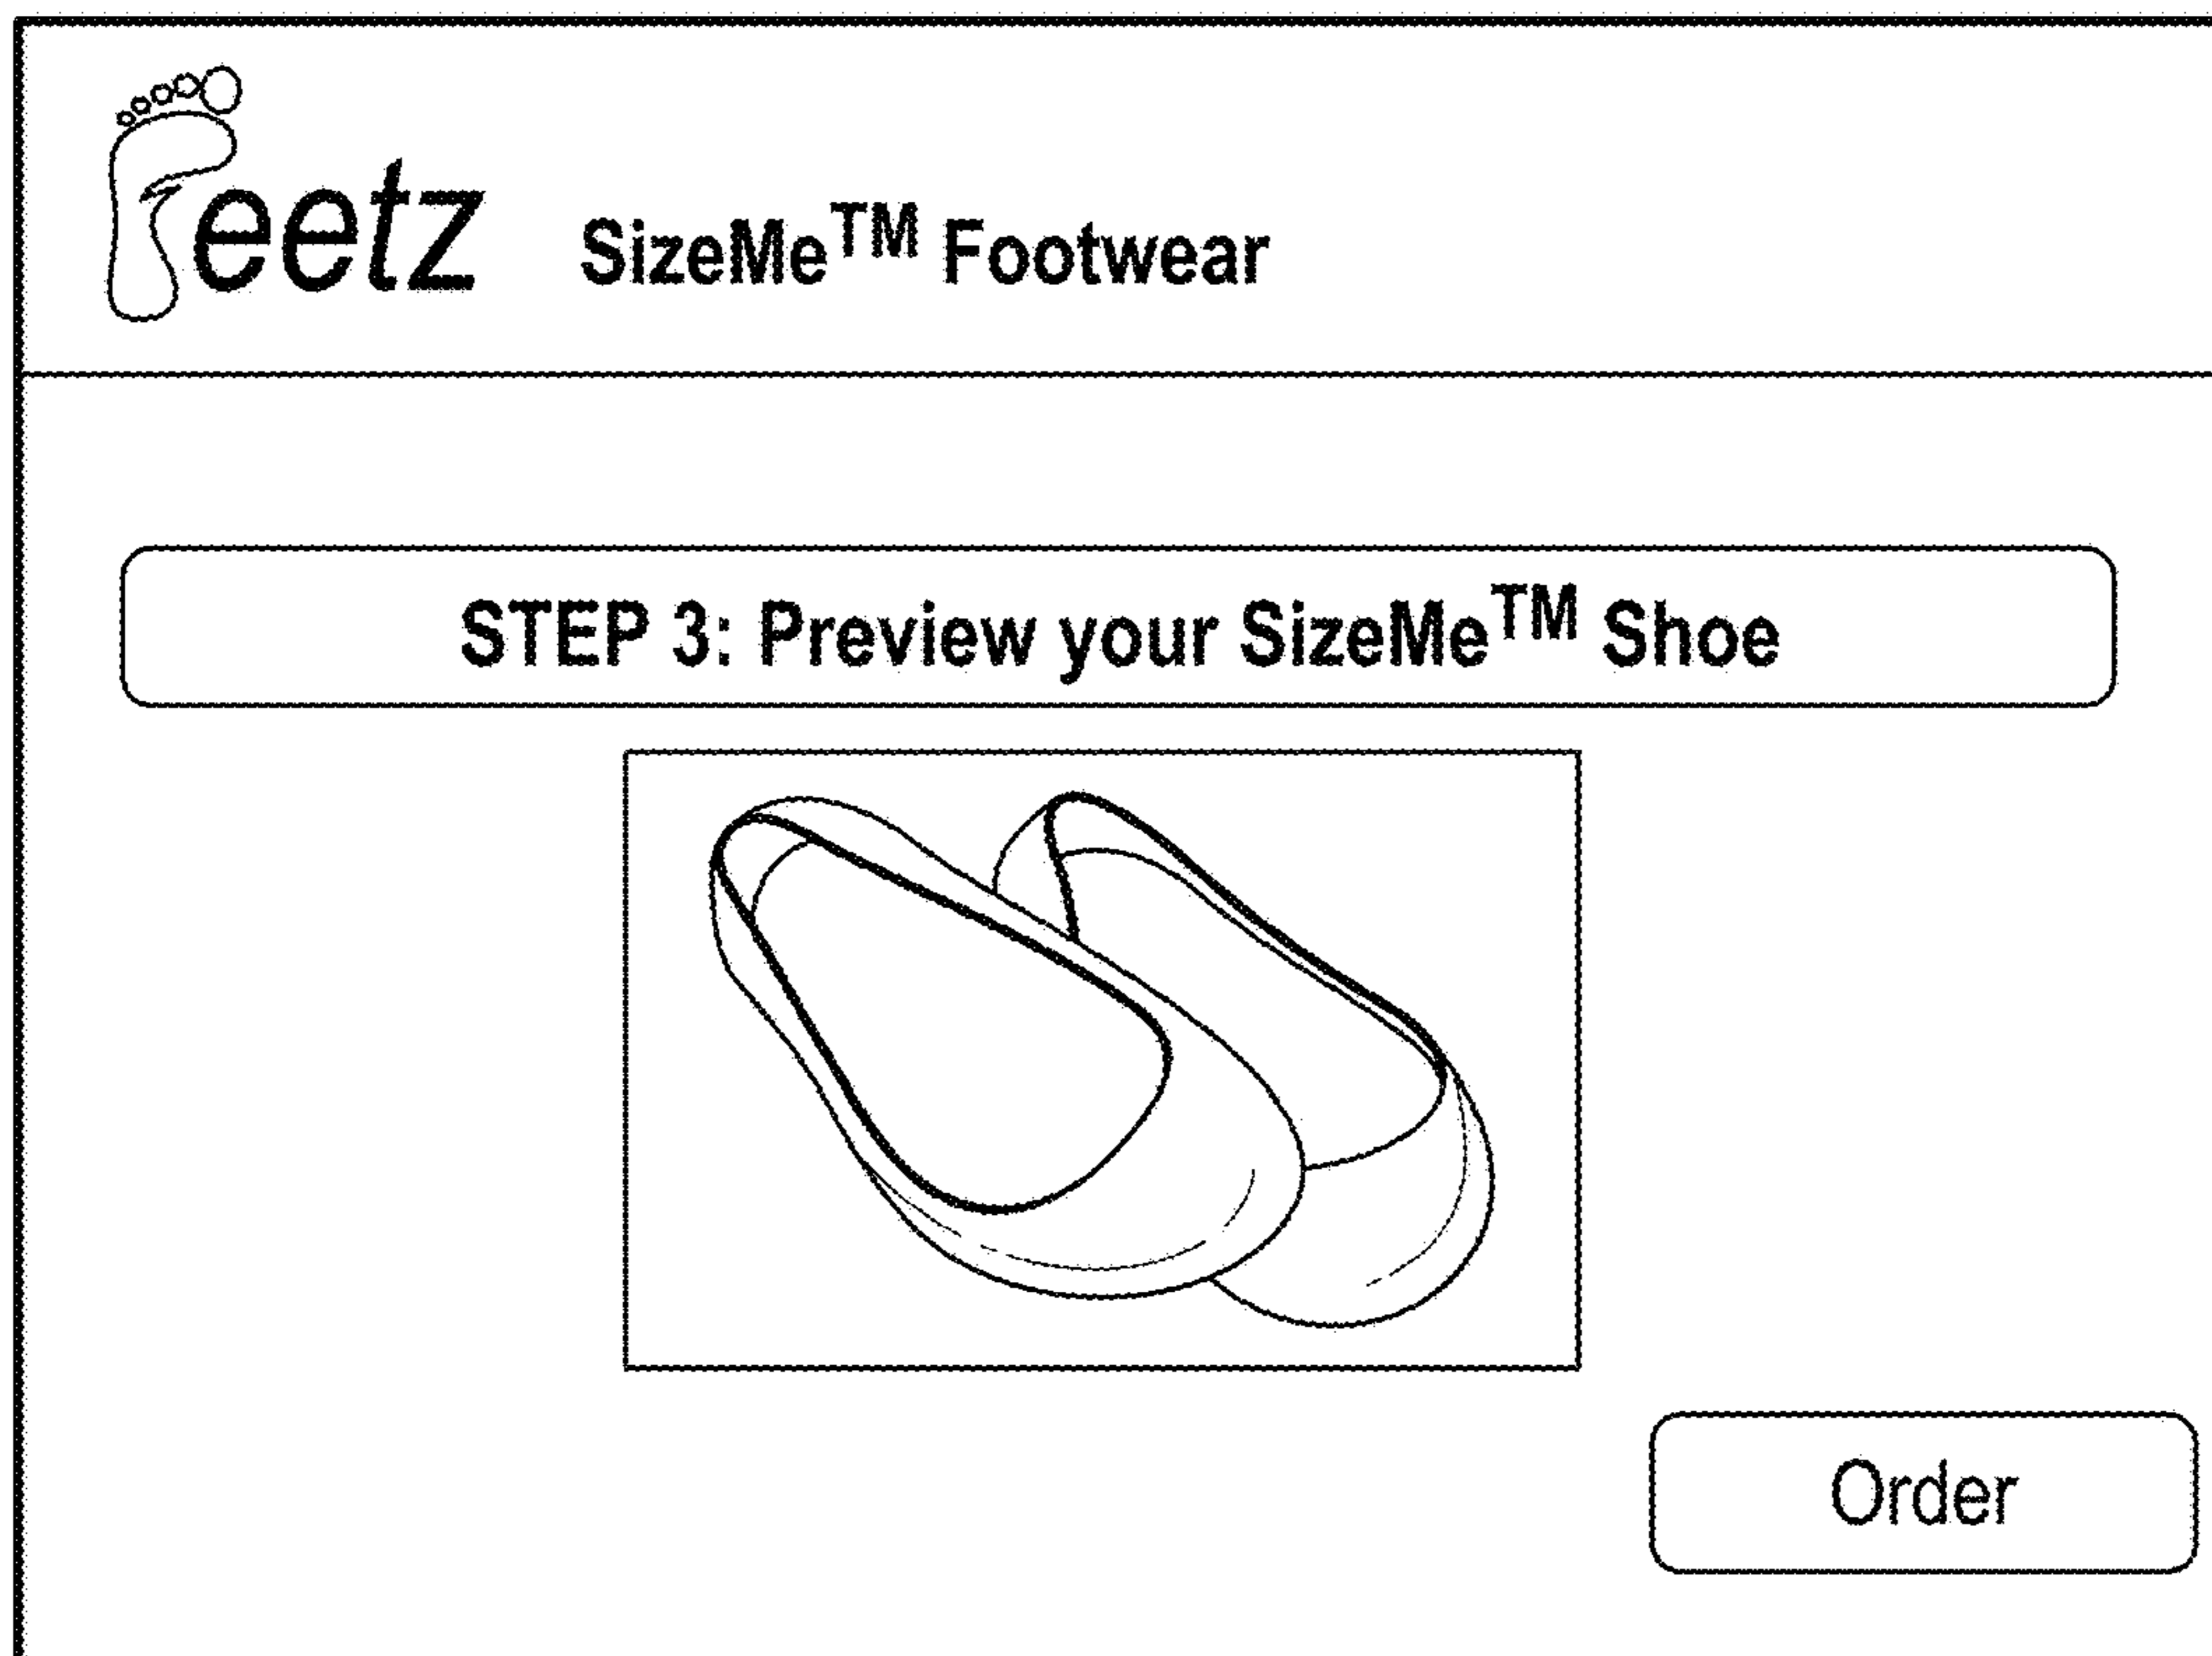 Feetz SizeMe™ Footwear
STEP 3: Preview your SizeMe™ Shoe
Order